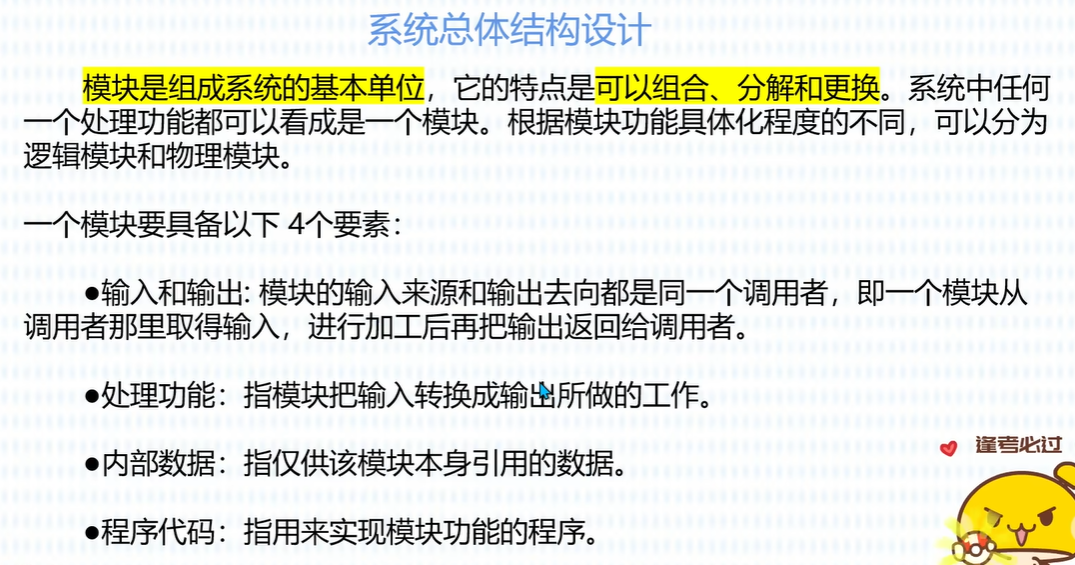 系统总体结构设计
模块是组成系统的基本单位，它的特点是可以组合、分解和更换。系统中任何
一个处理功能都可以看成是一个模块。根据模块功能具体化程度的不同，可以分为
逻辑模块和物理模块。
一个模块要具备以下 4个要素：
●输入和输出: 模块的输入来源和输出去向都是同一个调用者，即一个模块从
调用者那里取得输入，进行加工后再把输出返回给调用者。
●处理功能：指模块把输入转换成输出所做的工作。
●内部数据：指仅供该模块本身引用的数据。
●程序代码：指用来实现模块功能的程序。
逢考必过